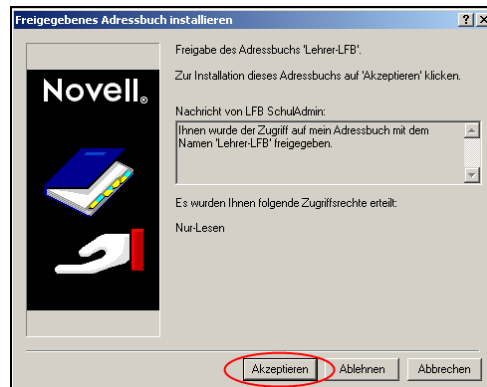 Freigegebenes Adressbuch installieren
Novell®
Freigabe des Adressbuchs 'Lehrer-LFB'.
Zur Installation dieses Adressbuchs auf 'Akzeptieren' klicken.
Nachricht von LFB SchulAdmin:
Ihnen wurde der Zugriff auf mein Adressbuch mit dem
Namen 'Lehrer-LFB' freigegeben.
Es wurden Ihnen folgende Zugriffsrechte erteilt:
Nur-Lesen
Akzeptieren Ablehnen Abbrechen